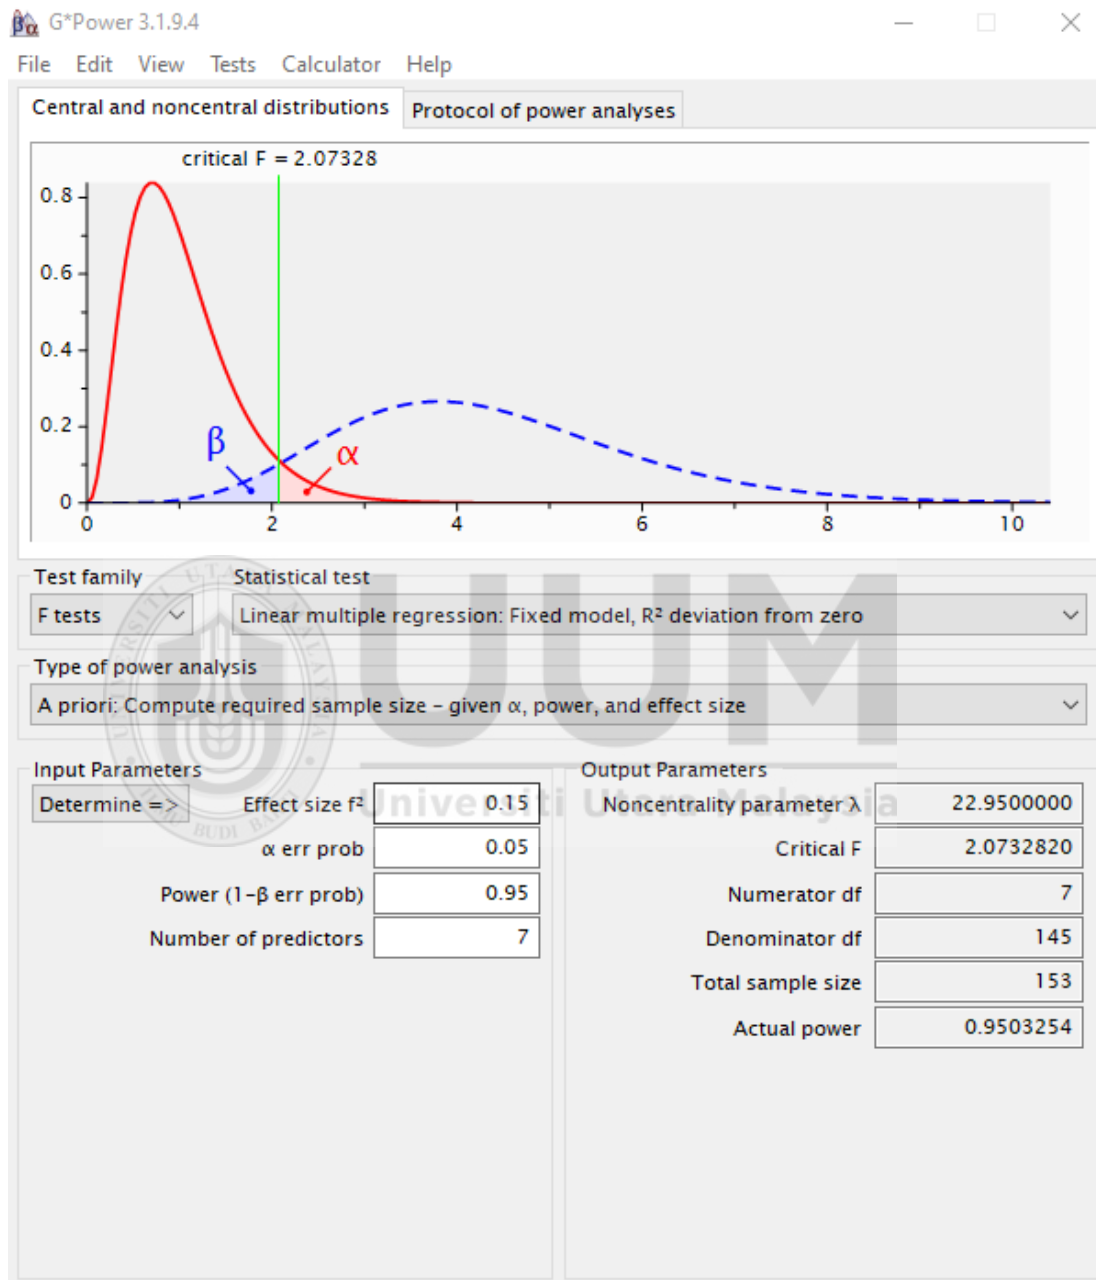 G*Power 3.1.9.4
File Edit View Tests Calculator Help
Central and noncentral distributions Protocol of power analyses
critical F = 2.07328
0.8
0.6
0.4
0.2
0
β
α
0 2 4 6 8 10
Test family Statistical test
F tests Linear multiple regression: Fixed model, R² deviation from zero
Type of power analysis
A priori: Compute required sample size – given α, power, and effect size
UUM
Universiti Utara Malaysia
Input Parameters Output Parameters
Determine => Effect size f² 0.15 Noncentrality parameter λ 22.9500000
α err prob 0.05 Critical F 2.0732820
Power (1-β err prob) 0.95 Numerator df 7
Number of predictors 7 Denominator df 145
Total sample size 153
Actual power 0.9503254